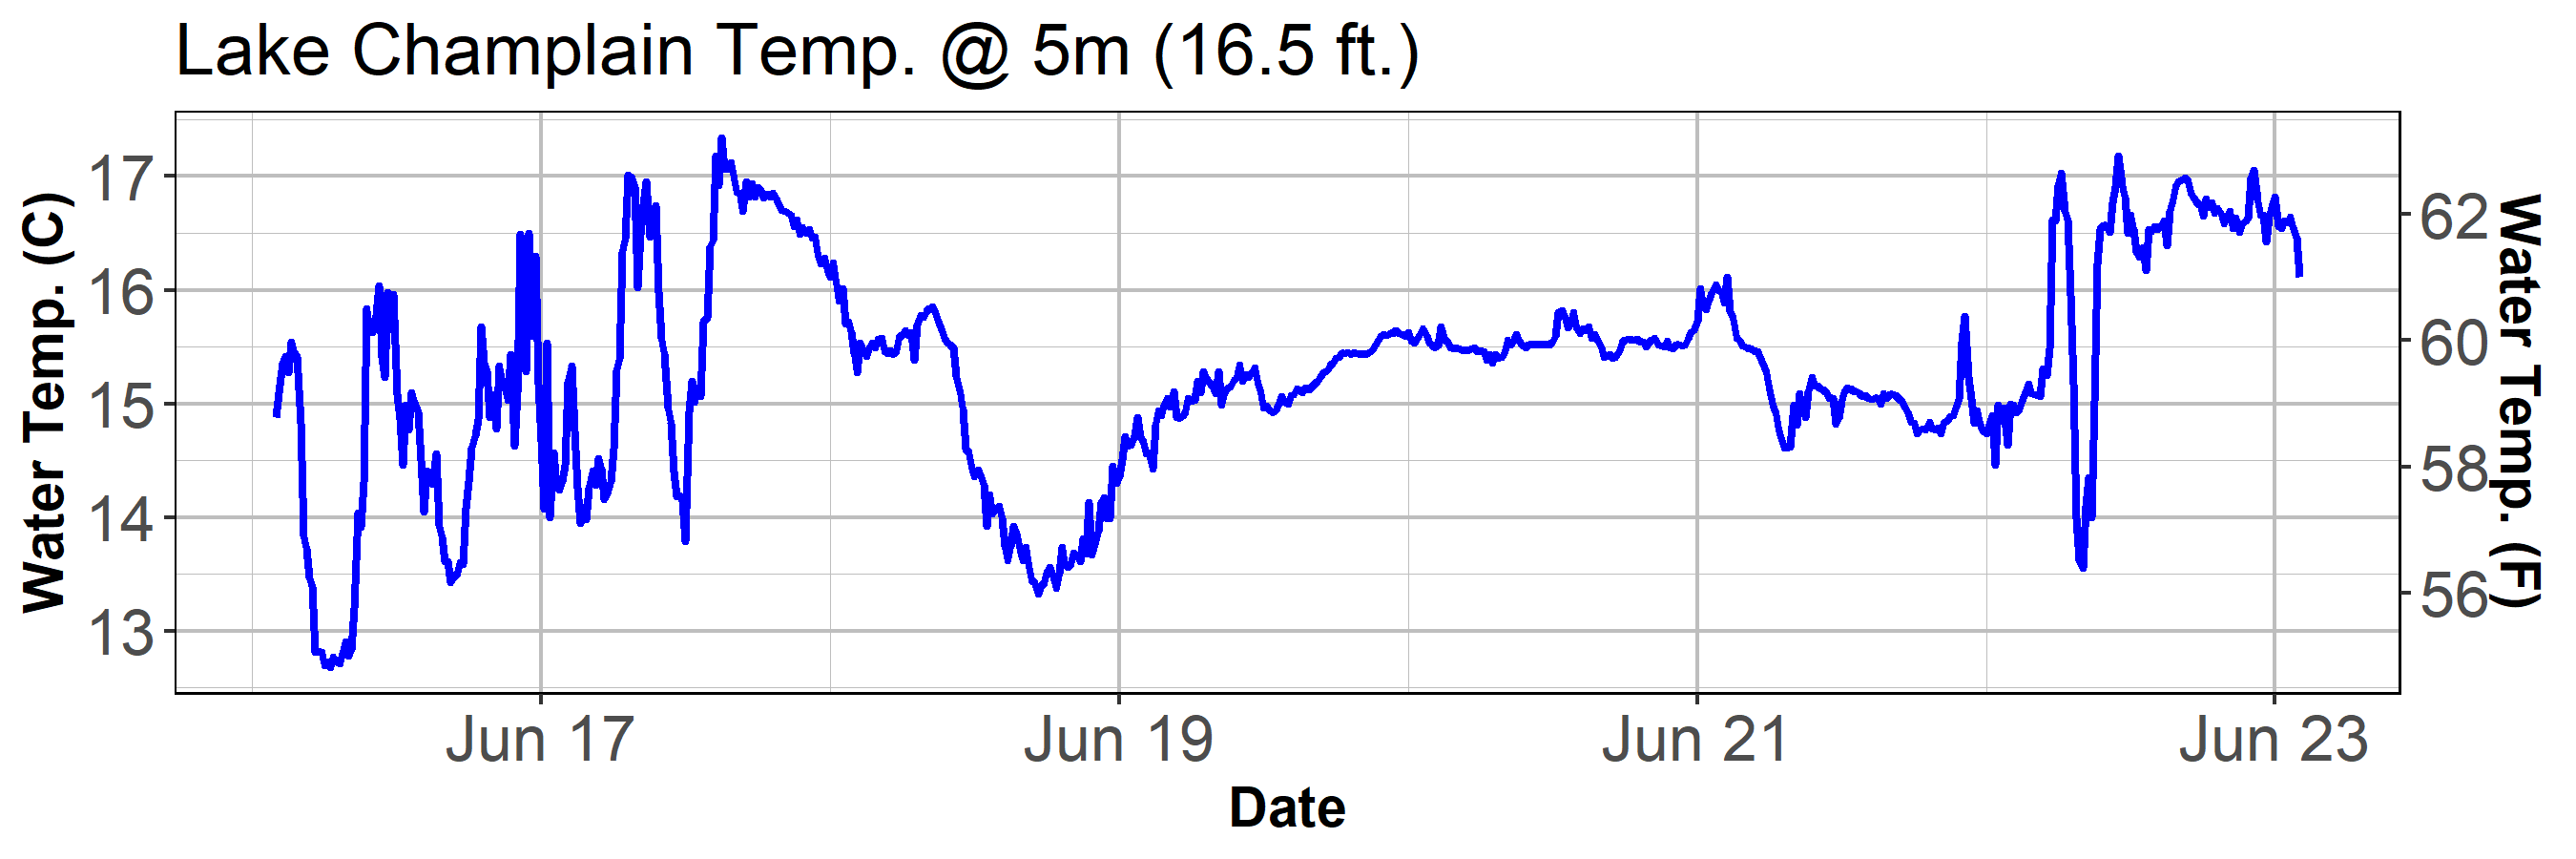 Lake Champlain Temp. @ 5m (16.5 ft.)
Water Temp. (C)
17
16
15
14
13
62
60
58
56
Water Temp. (F)
Jun 17
Jun 19
Jun 21
Jun 23
Date